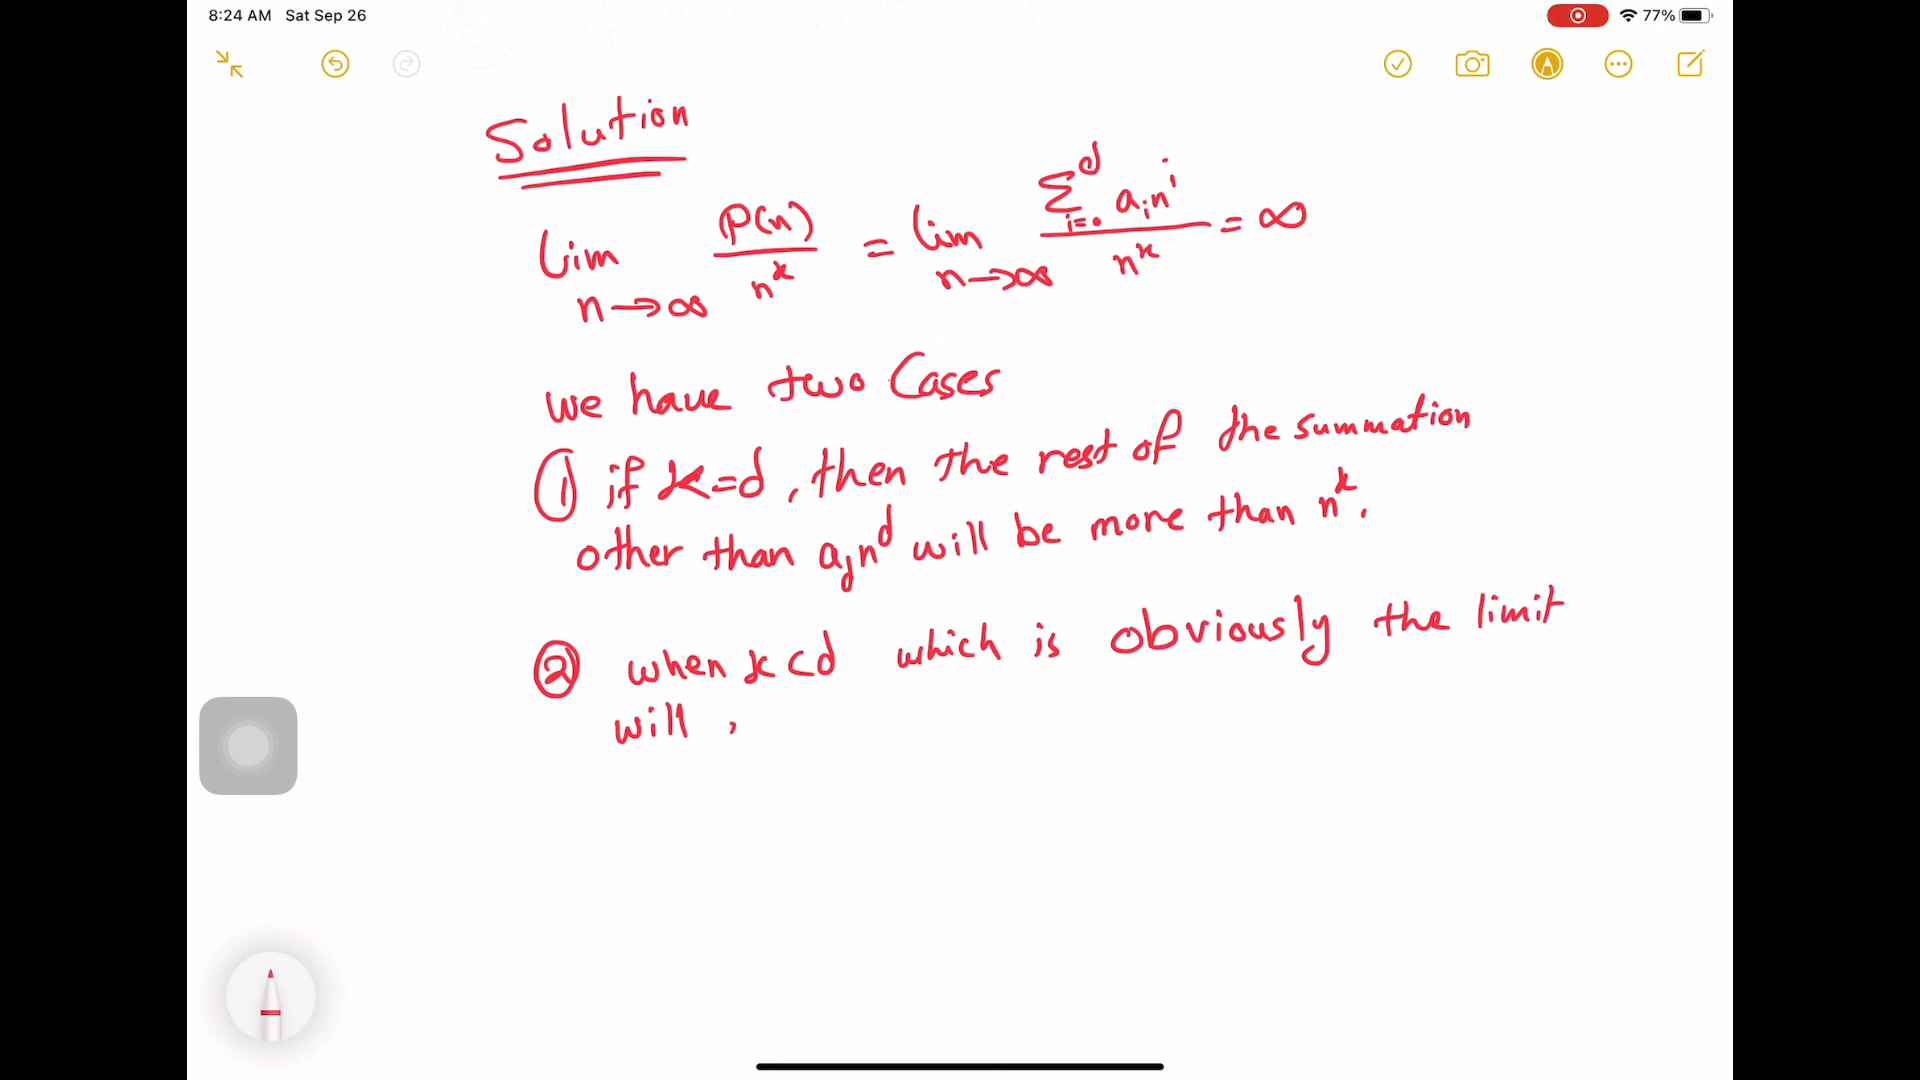 8:24 AM Sat Sep 26
77%
Solution
lim n→∞ P(n)/n^k = lim n→∞ Σ_{i=0}^{d} a_i n^i / n^k = ∞
we have two Cases
① if k=d, then the rest of the summation
other than a_d n^d will be more than n^k.
② when k<d which is obviously the limit
will ,